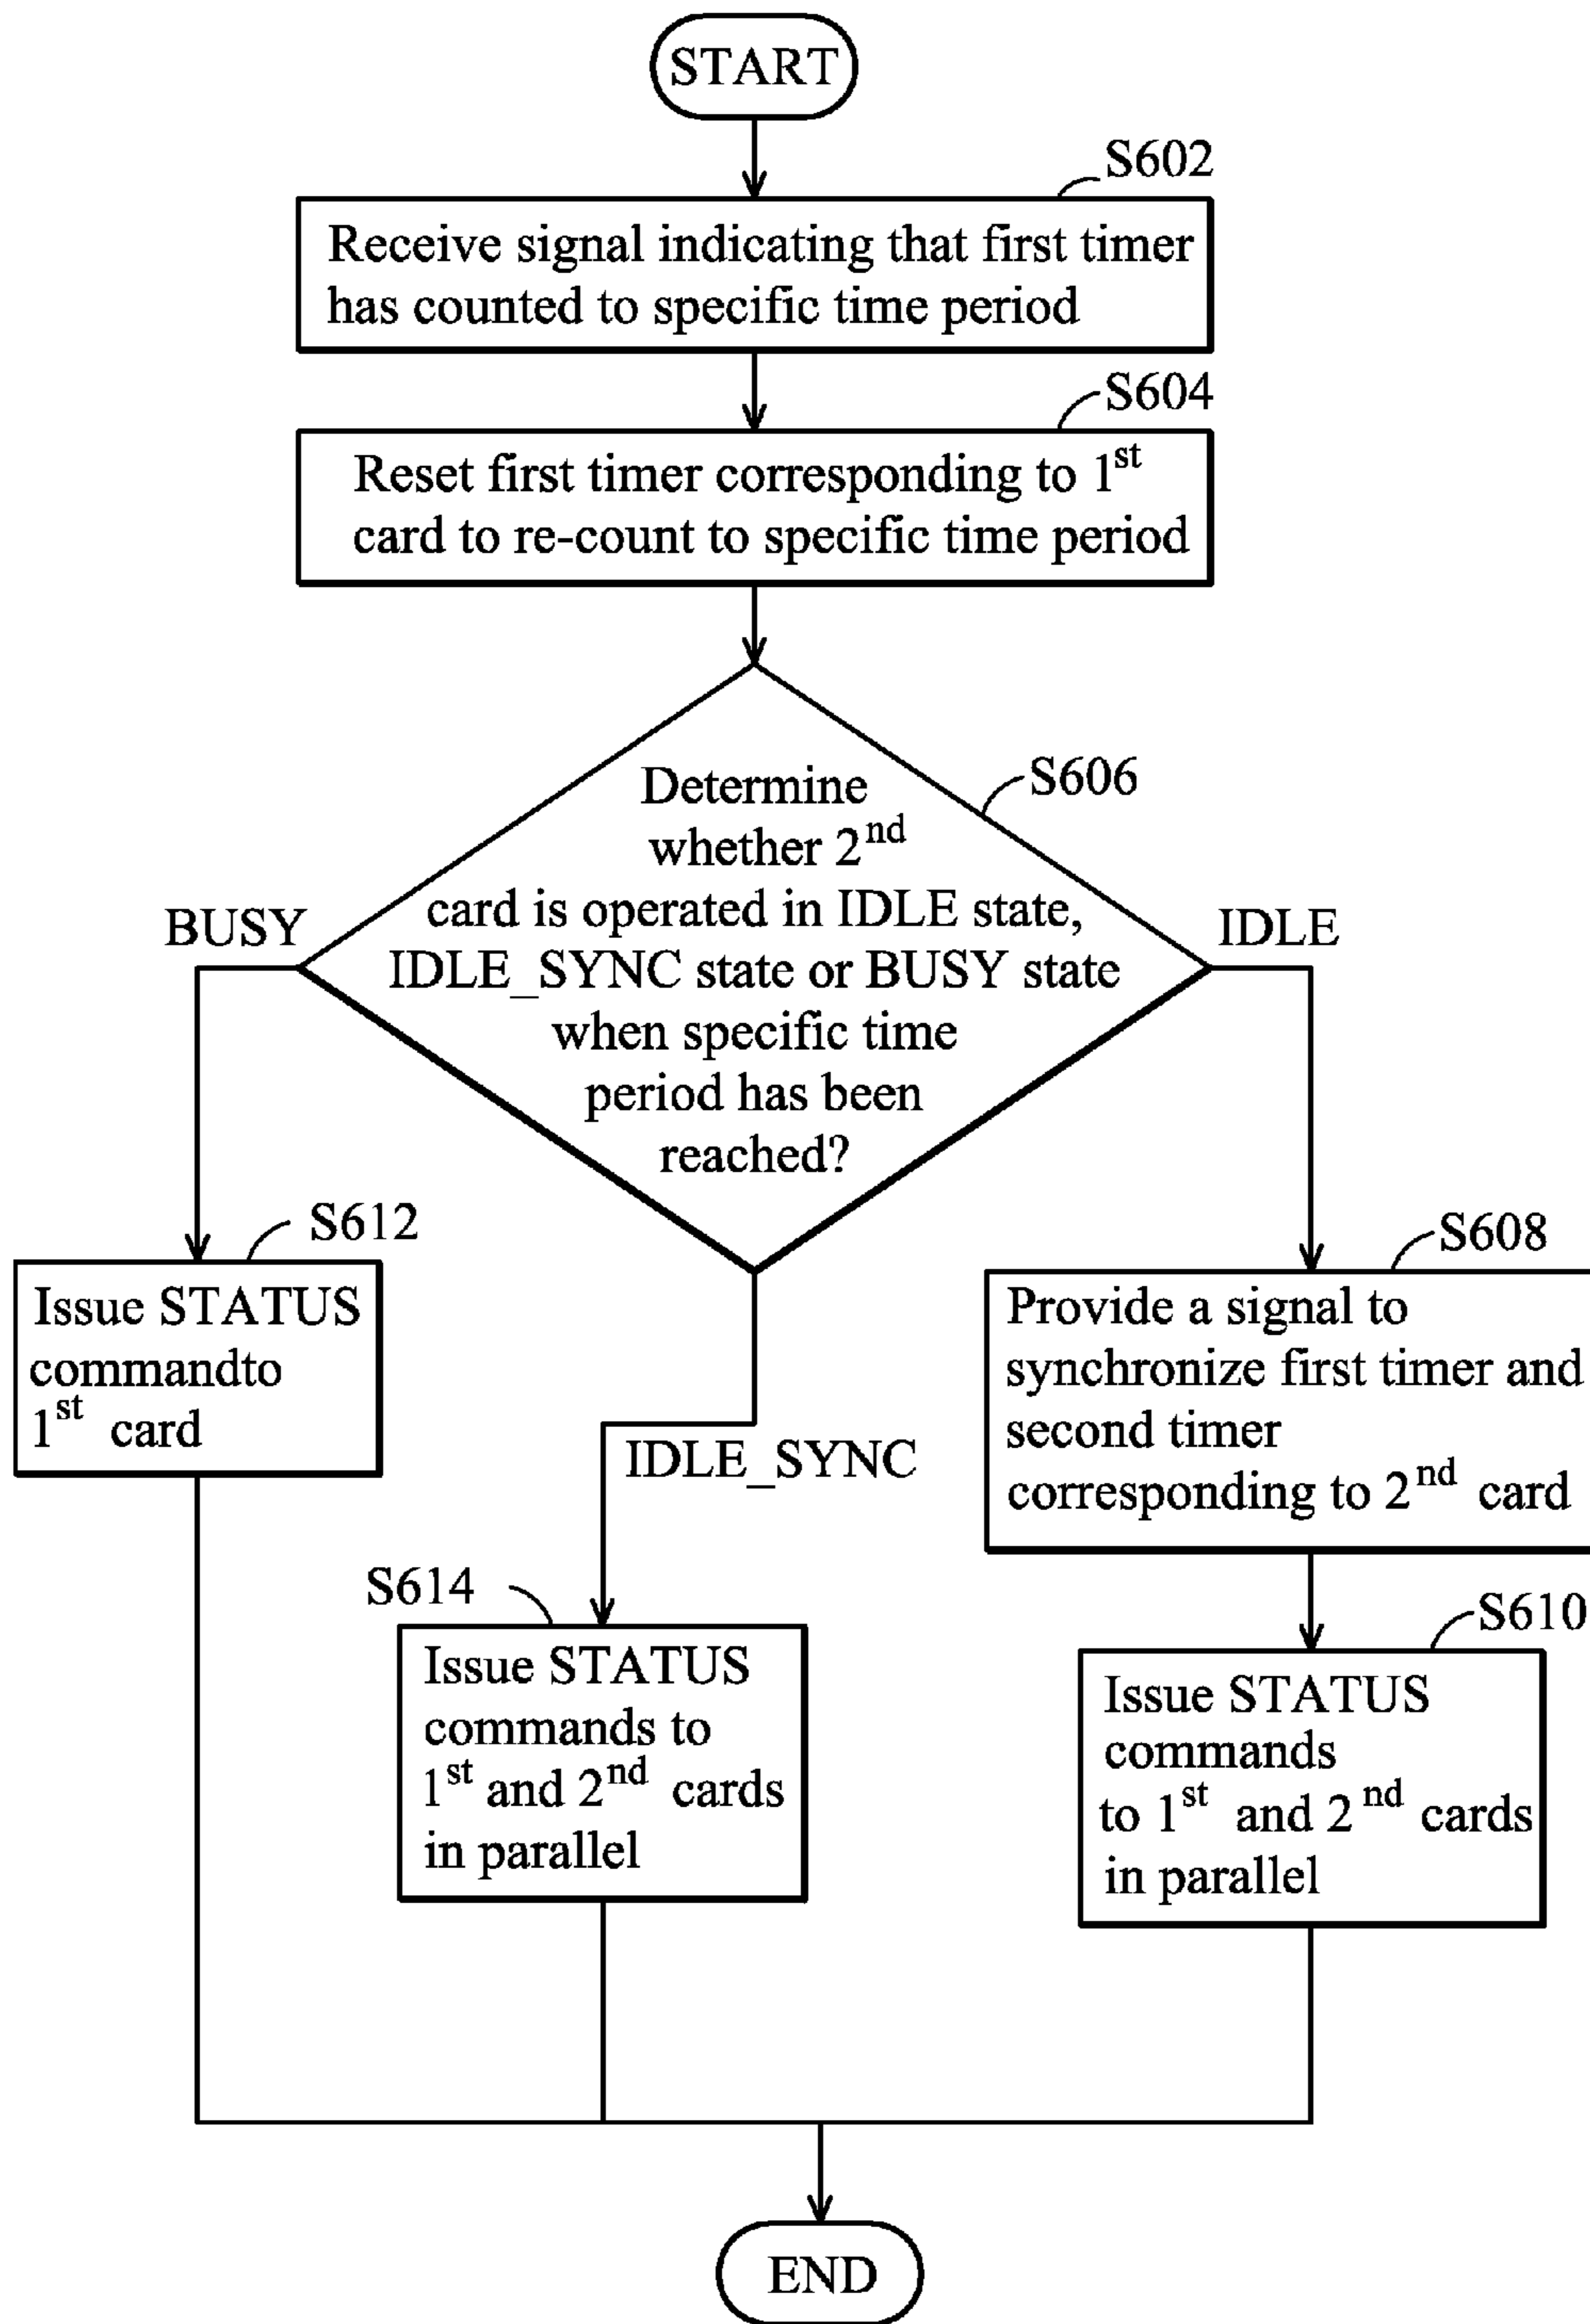 START
S602
Receive signal indicating that first timer
has counted to specific time period
S604
Reset first timer corresponding to 1st
card to re-count to specific time period
S606
Determine
whether 2nd
card is operated in IDLE state,
IDLE_SYNC state or BUSY state
when specific time
period has been
reached?
BUSY
IDLE
IDLE_SYNC
S612
Issue STATUS
commandto
1st card
S614
Issue STATUS
commands to
1st and 2nd cards
in parallel
S608
Provide a signal to
synchronize first timer and
second timer
corresponding to 2nd card
S610
Issue STATUS
commands
to 1st and 2nd cards
in parallel
END